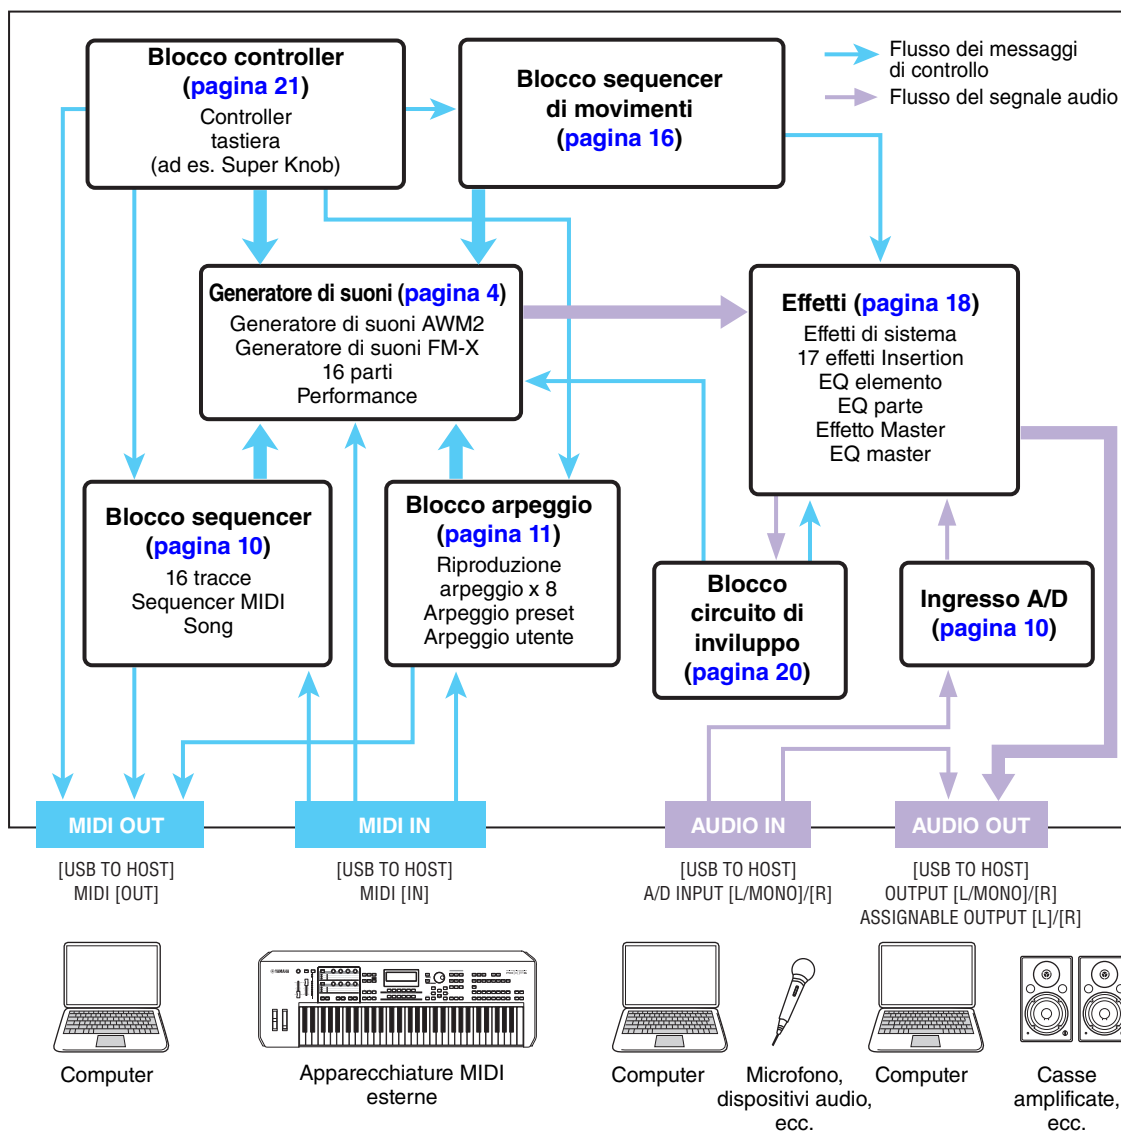 Blocco controller
(pagina 21)
Controller
tastiera
(ad es. Super Knob)
Blocco sequencer
di movimenti
(pagina 16)
Flusso dei messaggi
di controllo
Flusso del segnale audio
Generatore di suoni (pagina 4)
Generatore di suoni AWM2
Generatore di suoni FM-X
16 parti
Performance
Effetti (pagina 18)
Effetti di sistema
17 effetti Insertion
EQ elemento
EQ parte
Effetto Master
EQ master
Blocco sequencer
(pagina 10)
16 tracce
Sequencer MIDI
Song
Blocco arpeggio
(pagina 11)
Riproduzione
arpeggio x 8
Arpeggio preset
Arpeggio utente
Blocco
circuito di
inviluppo
(pagina 20)
Ingresso A/D
(pagina 10)
MIDI OUT
MIDI IN
AUDIO IN
AUDIO OUT
[USB TO HOST]
MIDI [OUT]
[USB TO HOST]
MIDI [IN]
[USB TO HOST]
A/D INPUT [L/MONO]/[R]
[USB TO HOST]
OUTPUT [L/MONO]/[R]
ASSIGNABLE OUTPUT [L]/[R]
YAMAHA
Computer
Apparecchiature MIDI
esterne
Computer
Microfono,
dispositivi audio,
ecc.
Computer
Casse
amplificate,
ecc.